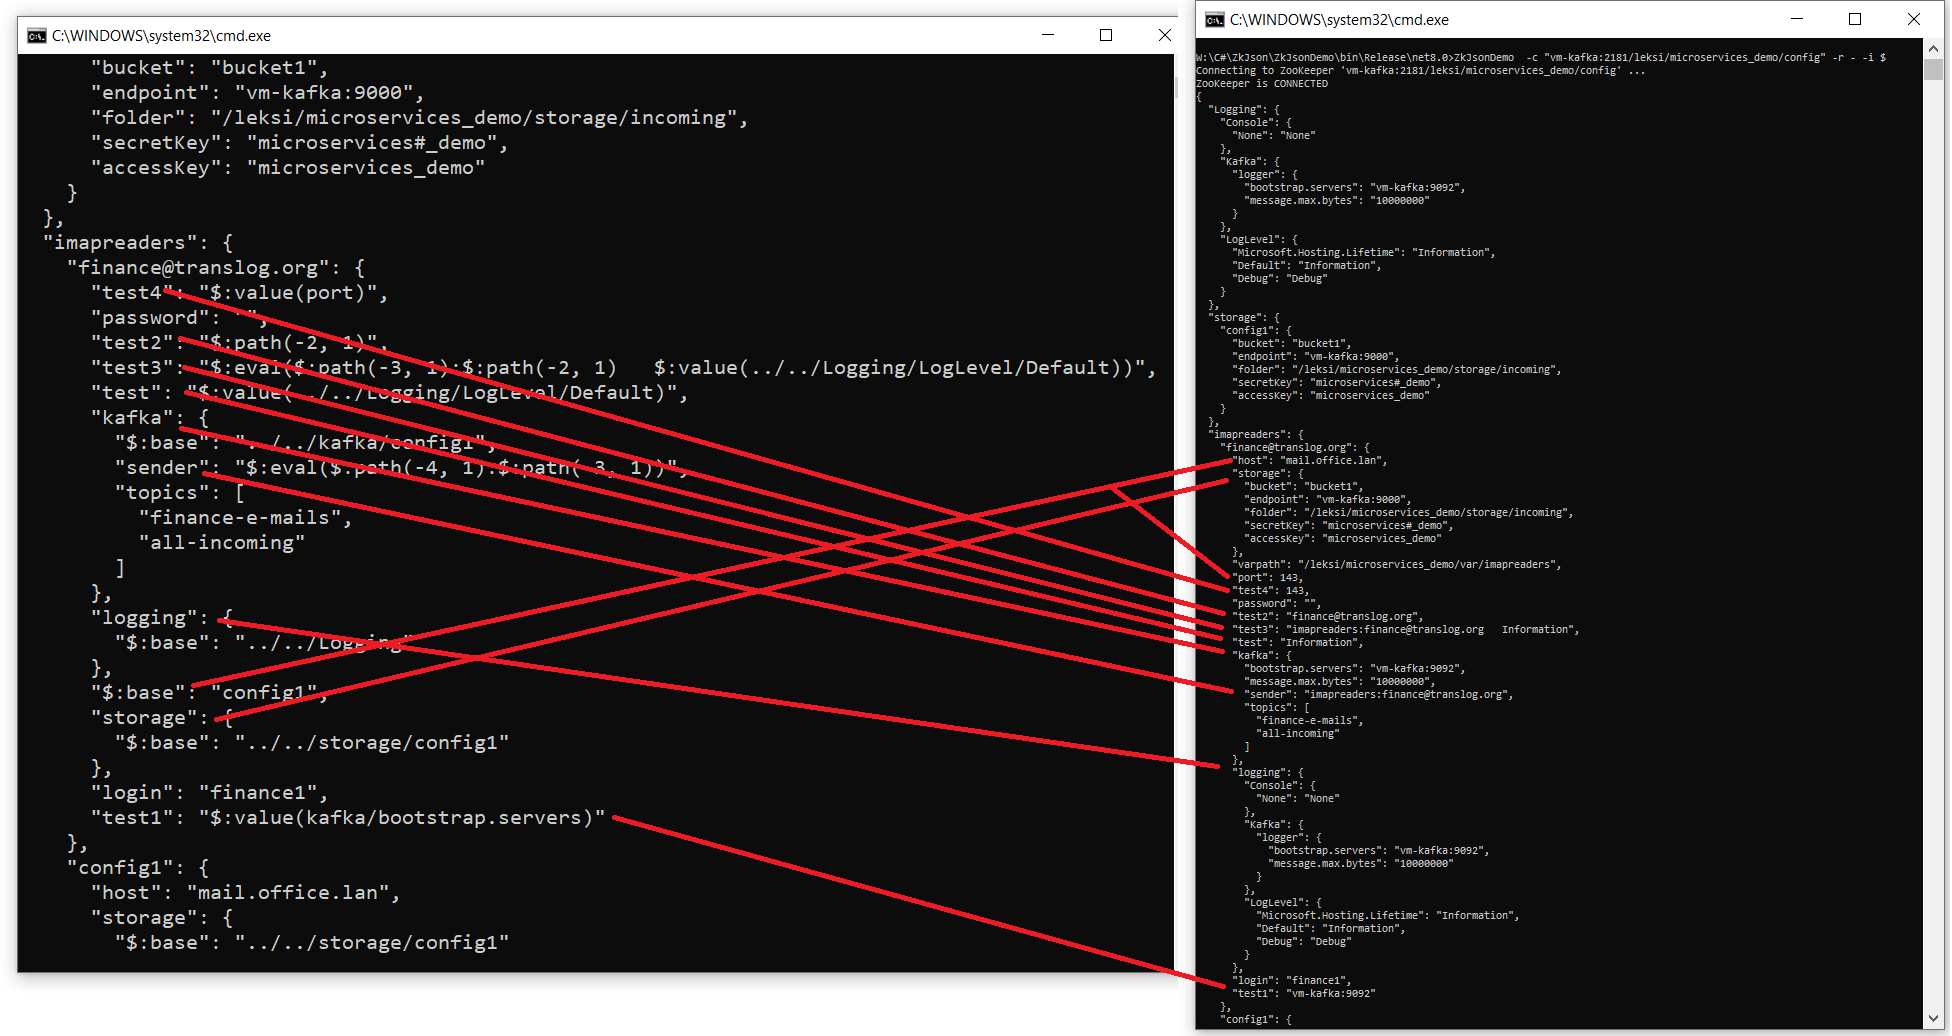 C:\WINDOWS\system32\cmd.exe
"bucket": "bucket1",
"endpoint": "vm-kafka:9000",
"folder": "/leksi/microservices_demo/storage/incoming",
"secretKey": "microservices#_demo",
"accessKey": "microservices_demo"
}
},
"imapreaders": {
"finance@translog.org": {
"test4": "$:value(port)",
"password": "",
"test2": "$:path(-2, 1)",
"test3": "$:eval($:path(-3, 1):$:path(-2, 1)   $:value(../../Logging/LogLevel/Default))",
"test": "$:value(../../Logging/LogLevel/Default)",
"kafka": {
"$:base": "../../kafka/config1",
"sender": "$:eval($:path(-4, 1):$:path(-3, 1))",
"topics": [
"finance-e-mails",
"all-incoming"
]
},
"logging": {
"$:base": "../../Logging"
},
"$:base": "config1",
"storage": {
"$:base": "../../storage/config1"
},
"login": "finance1",
"test1": "$:value(kafka/bootstrap.servers)"
},
"config1": {
"host": "mail.office.lan",
"storage": {
"$:base": "../../storage/config1"
C:\WINDOWS\system32\cmd.exe
W:\C#\ZkJson\ZkJsonDemo\bin\Release\net8.0>ZkJsonDemo  -c "vm-kafka:2181/leksi/microservices_demo/config" -r - -i $
Connecting to ZooKeeper 'vm-kafka:2181/leksi/microservices_demo/config' ...
ZooKeeper is CONNECTED
{
"Logging": {
"Console": {
"None": "None"
},
"Kafka": {
"logger": {
"bootstrap.servers": "vm-kafka:9092",
"message.max.bytes": "10000000"
}
},
"LogLevel": {
"Microsoft.Hosting.Lifetime": "Information",
"Default": "Information",
"Debug": "Debug"
}
},
"storage": {
"config1": {
"bucket": "bucket1",
"endpoint": "vm-kafka:9000",
"folder": "/leksi/microservices_demo/storage/incoming",
"secretKey": "microservices#_demo",
"accessKey": "microservices_demo"
}
},
"imapreaders": {
"finance@translog.org": {
"host": "mail.office.lan",
"storage": {
"bucket": "bucket1",
"endpoint": "vm-kafka:9000",
"folder": "/leksi/microservices_demo/storage/incoming",
"secretKey": "microservices#_demo",
"accessKey": "microservices_demo"
},
"varpath": "/leksi/microservices_demo/var/imapreaders",
"port": 143,
"test4": 143,
"password": "",
"test2": "finance@translog.org",
"test3": "imapreaders:finance@translog.org   Information",
"test": "Information",
"kafka": {
"bootstrap.servers": "vm-kafka:9092",
"message.max.bytes": "10000000",
"sender": "imapreaders:finance@translog.org",
"topics": [
"finance-e-mails",
"all-incoming"
]
},
"logging": {
"Console": {
"None": "None"
},
"Kafka": {
"logger": {
"bootstrap.servers": "vm-kafka:9092",
"message.max.bytes": "10000000"
}
},
"LogLevel": {
"Microsoft.Hosting.Lifetime": "Information",
"Default": "Information",
"Debug": "Debug"
}
},
"login": "finance1",
"test1": "vm-kafka:9092"
},
"config1": {